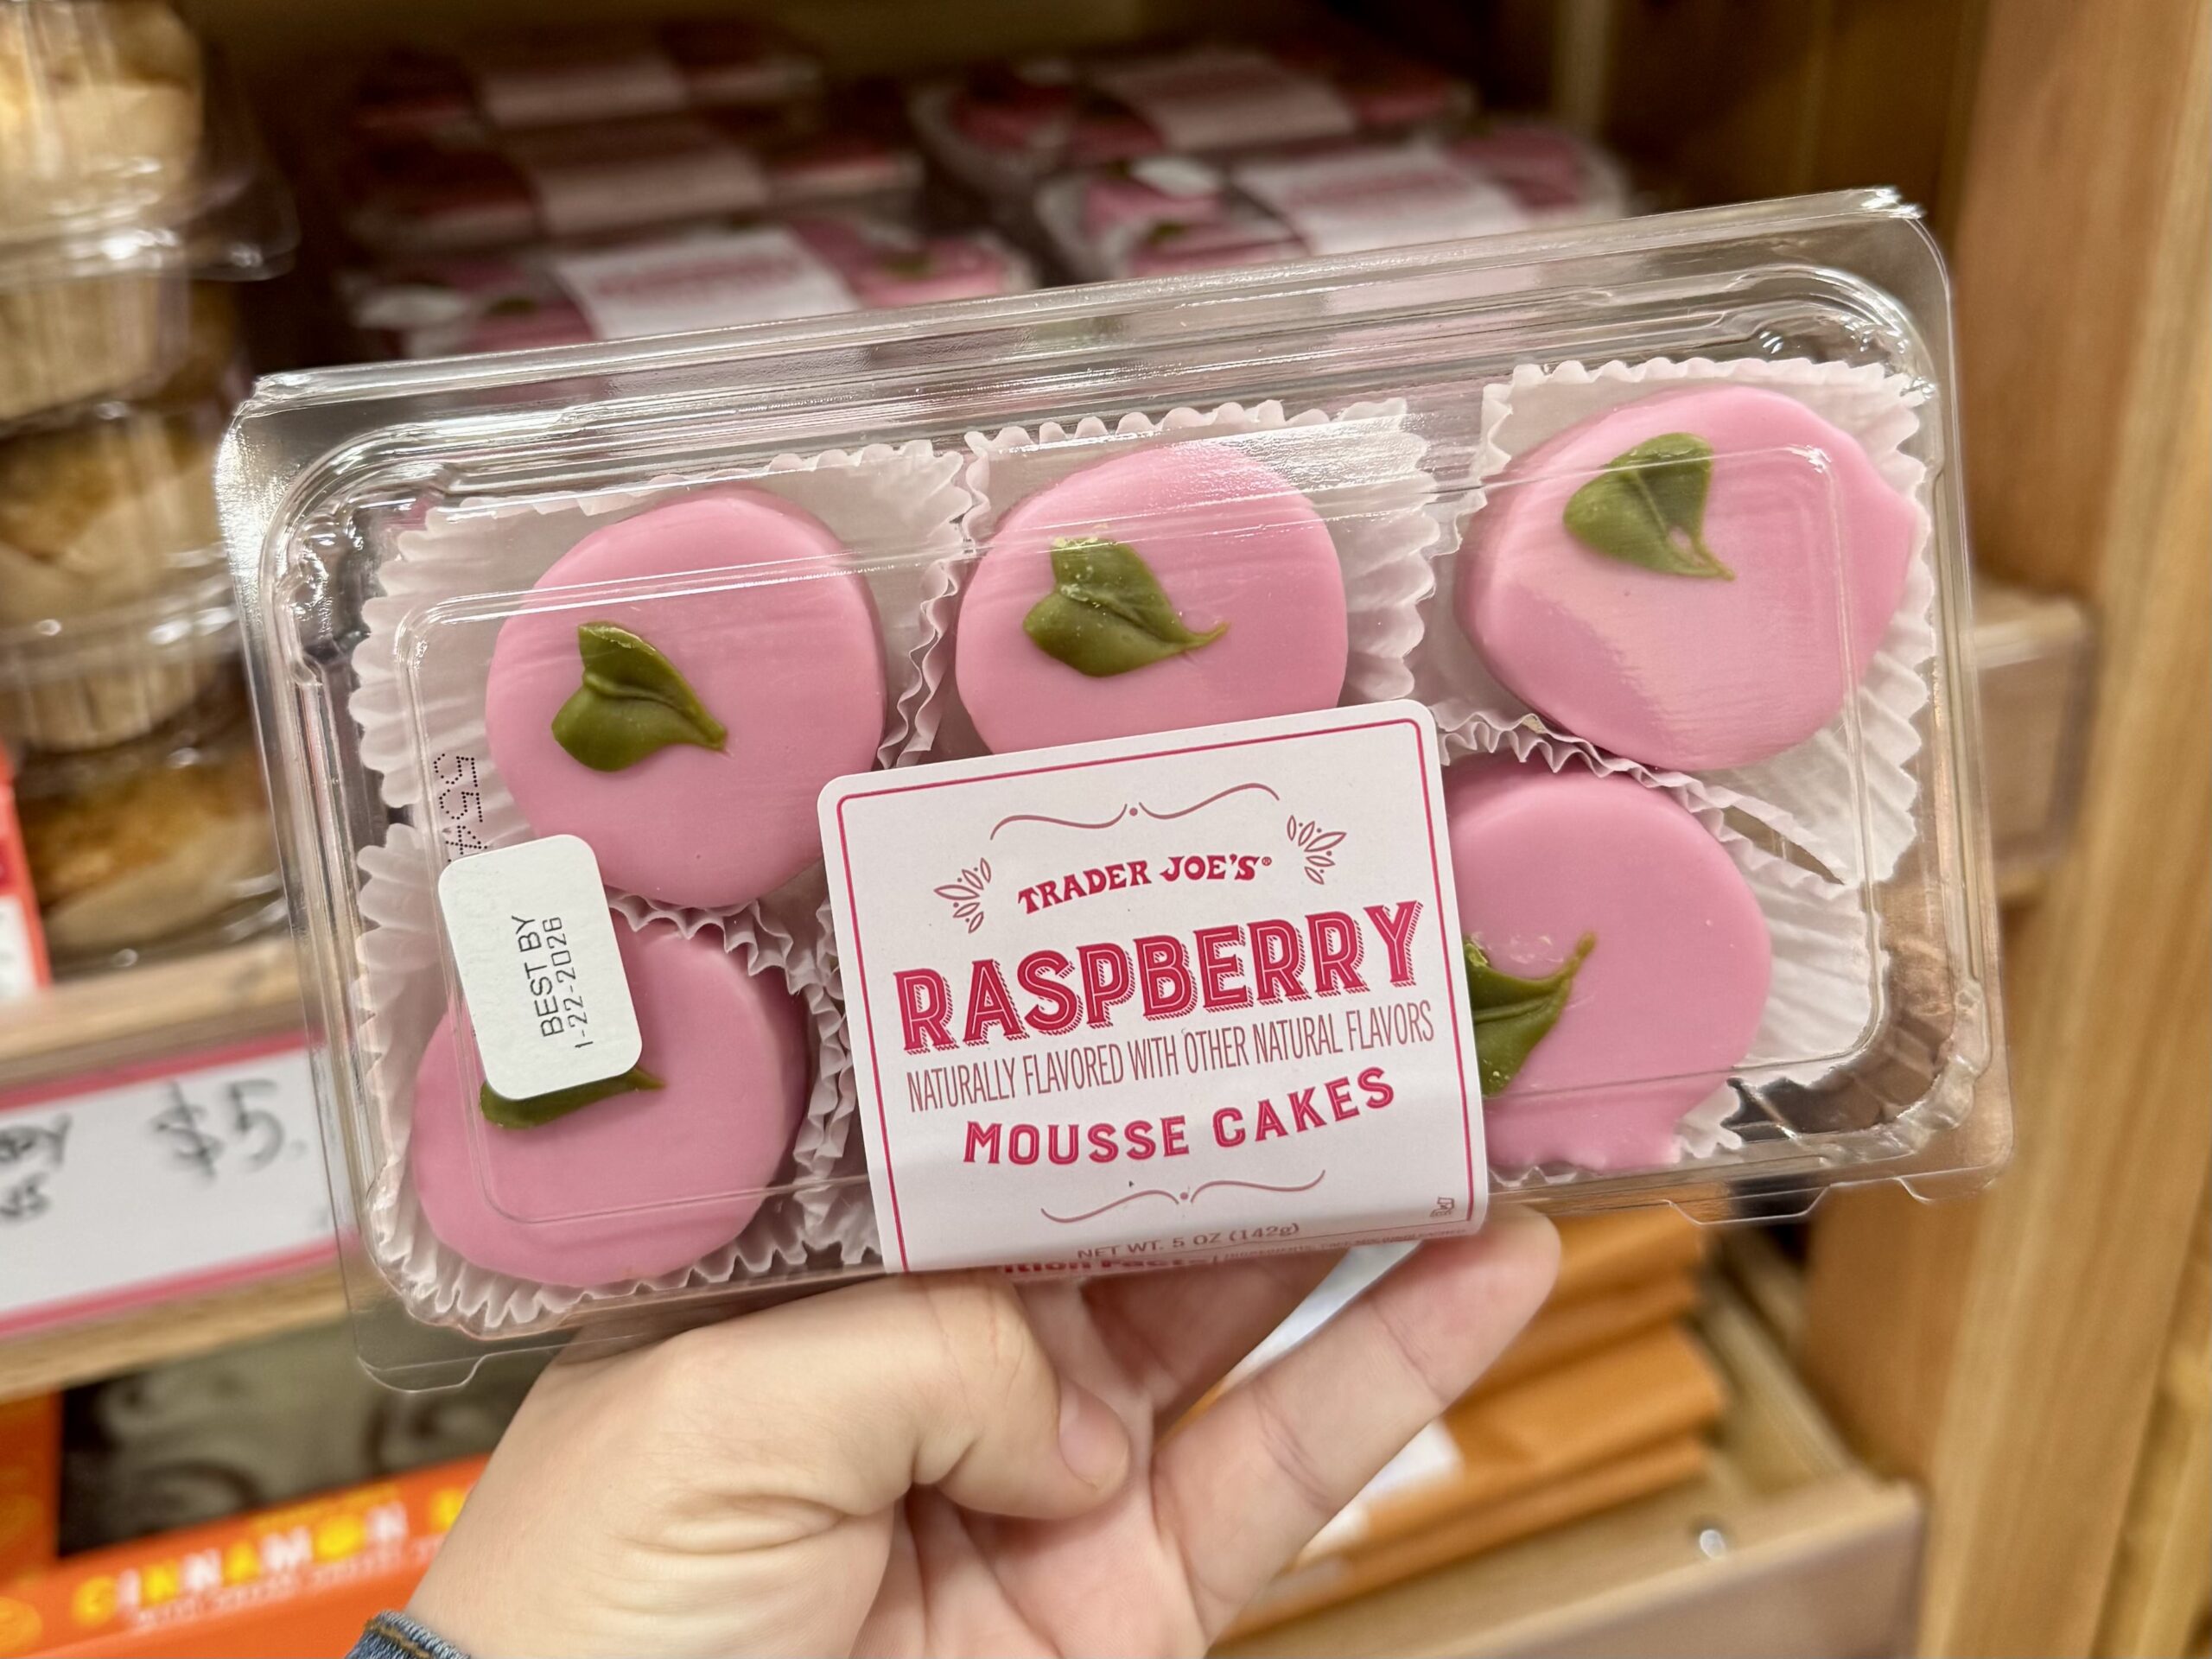 TRADER JOE'S®
RASPBERRY
NATURALLY FLAVORED WITH OTHER NATURAL FLAVORS
MOUSSE CAKES
NET WT. 5 OZ (142g)
BEST BY
1-22-2026
$5.
CINNAMON